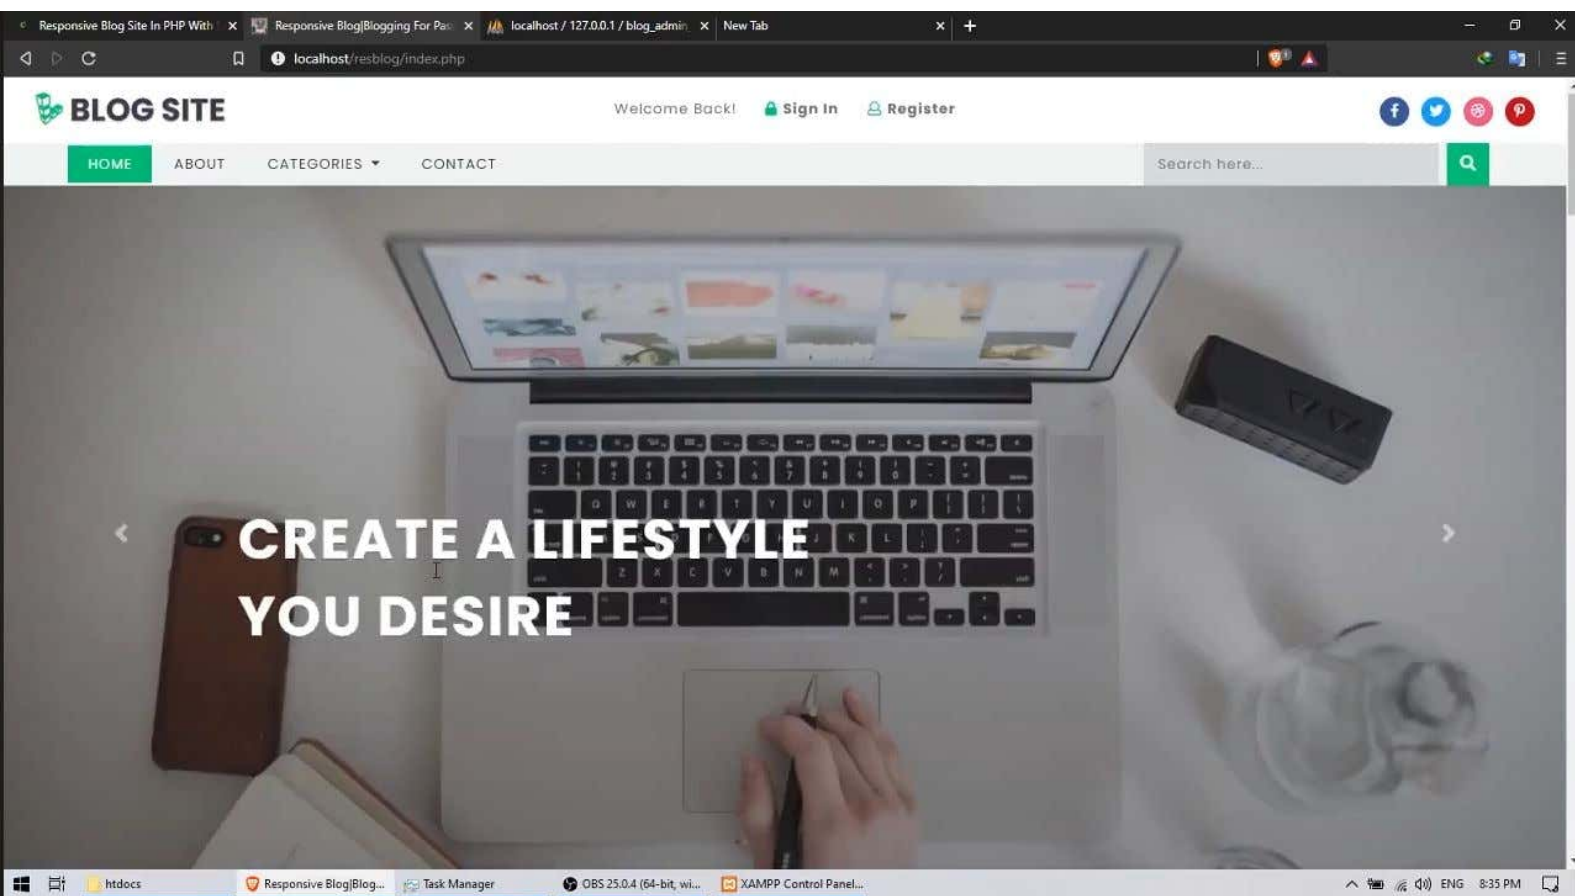 Responsive Blog Site In PHP With
Responsive Blog|Blogging For Pas
localhost / 127.0.0.1 / blog_admin
New Tab
localhost/resblog/index.php
BLOG SITE
Welcome Back! Sign In Register
HOME ABOUT CATEGORIES CONTACT
Search here...
CREATE A LIFESTYLE
YOU DESIRE
htdocs
Responsive Blog|Blog...
Task Manager
OBS 25.0.4 (64-bit, wi...
XAMPP Control Panel...
ENG 8:35 PM